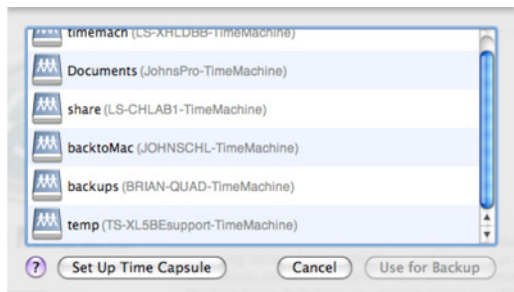 timemach (LS-XHLDBB-TimeMachine)
Documents (JohnsPro-TimeMachine)
share (LS-CHLAB1-TimeMachine)
backtoMac (JOHNSCHL-TimeMachine)
backups (BRIAN-QUAD-TimeMachine)
temp (TS-XL5BEsupport-TimeMachine)
? Set Up Time Capsule Cancel Use for Backup